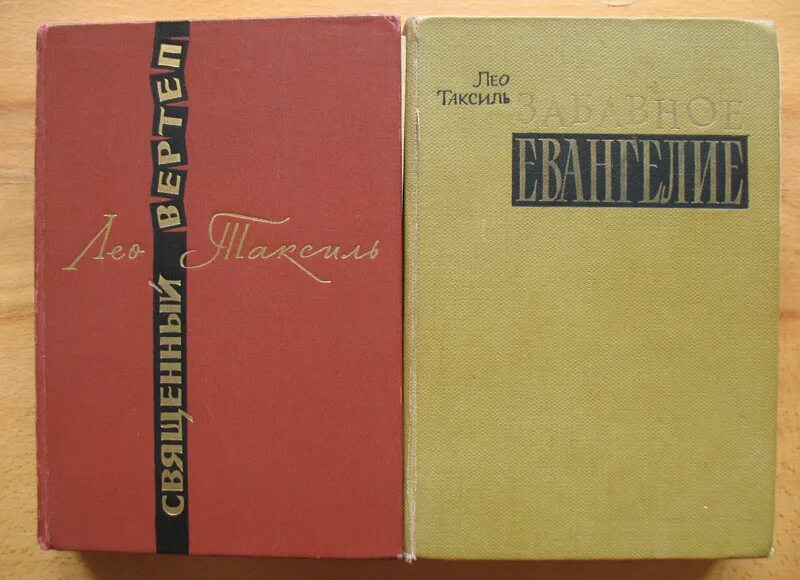 СВЯЩЕННЫЙ ВЕРТЕП
Лео Таксиль
Лео
Таксиль
ЗАБАВНОЕ
ЕВАНГЕЛИЕ